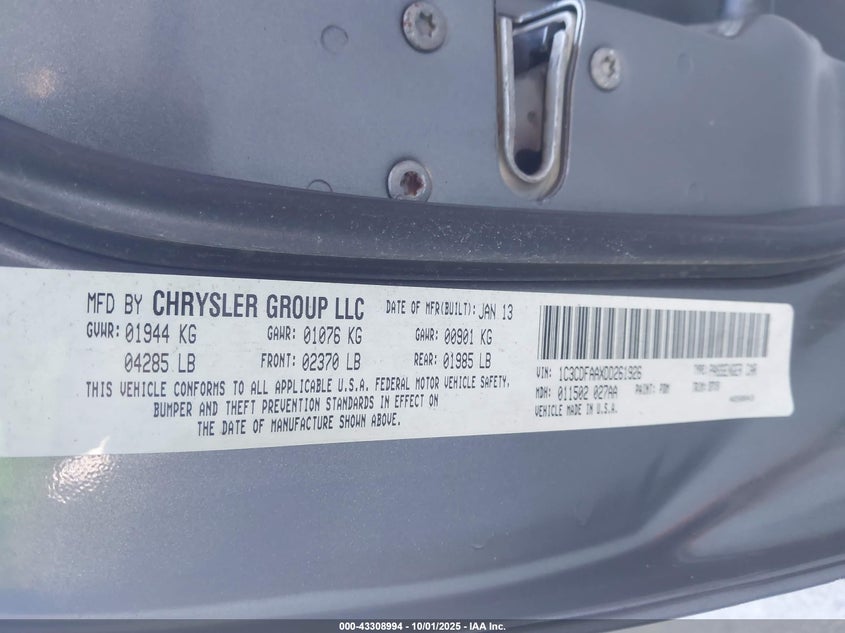 MFD BY CHRYSLER GROUP LLC DATE OF MFR(BUILT): JAN 13
GVWR: 01944 KG GAWR: 01076 KG GAWR: 00901 KG
04285 LB FRONT: 02370 LB REAR: 01985 LB
THIS VEHICLE CONFORMS TO ALL APPLICABLE U.S.A. FEDERAL MOTOR VEHICLE SAFETY,
BUMPER AND THEFT PREVENTION STANDARDS IN EFFECT ON
THE DATE OF MANUFACTURE SHOWN ABOVE.
VIN: 1C3CDFAAXDD261926 TYPE: PASSENGER CAR
MDH: 011502 027AA PAINT: PDM TRIM:
VEHICLE MADE IN U.S.A.
000-43308994 - 10/01/2025 - IAA Inc.